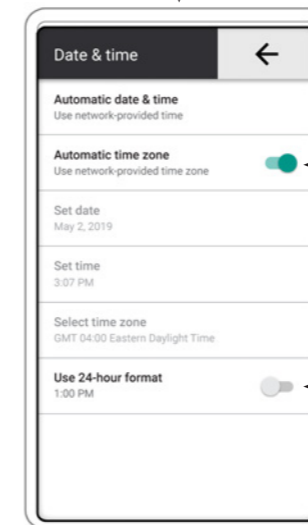 Date & time
Automatic date & time
Use network-provided time
Automatic time zone
Use network-provided time zone
Set date
May 2, 2019
Set time
3:07 PM
Select time zone
GMT 04:00 Eastern Daylight Time
Use 24-hour format
1:00 PM